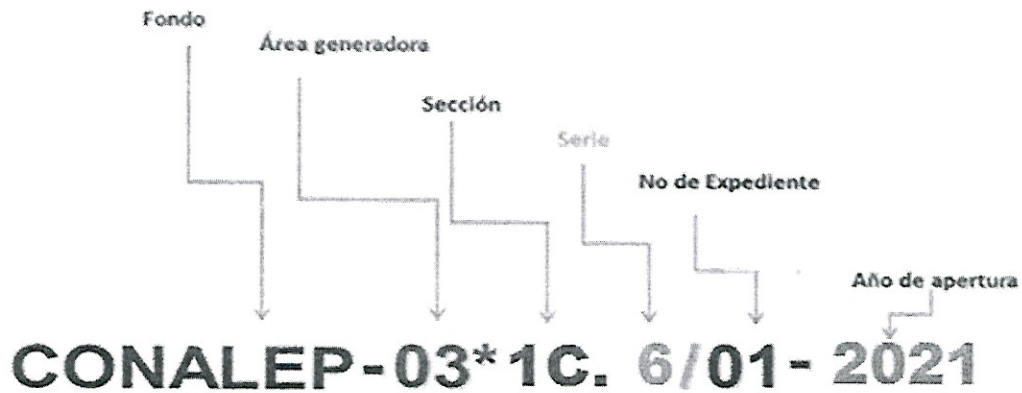 Fondo
Área generadora
Sección
Serie
No de Expediente
Año de apertura
CONALEP-03*1C. 6/01-2021